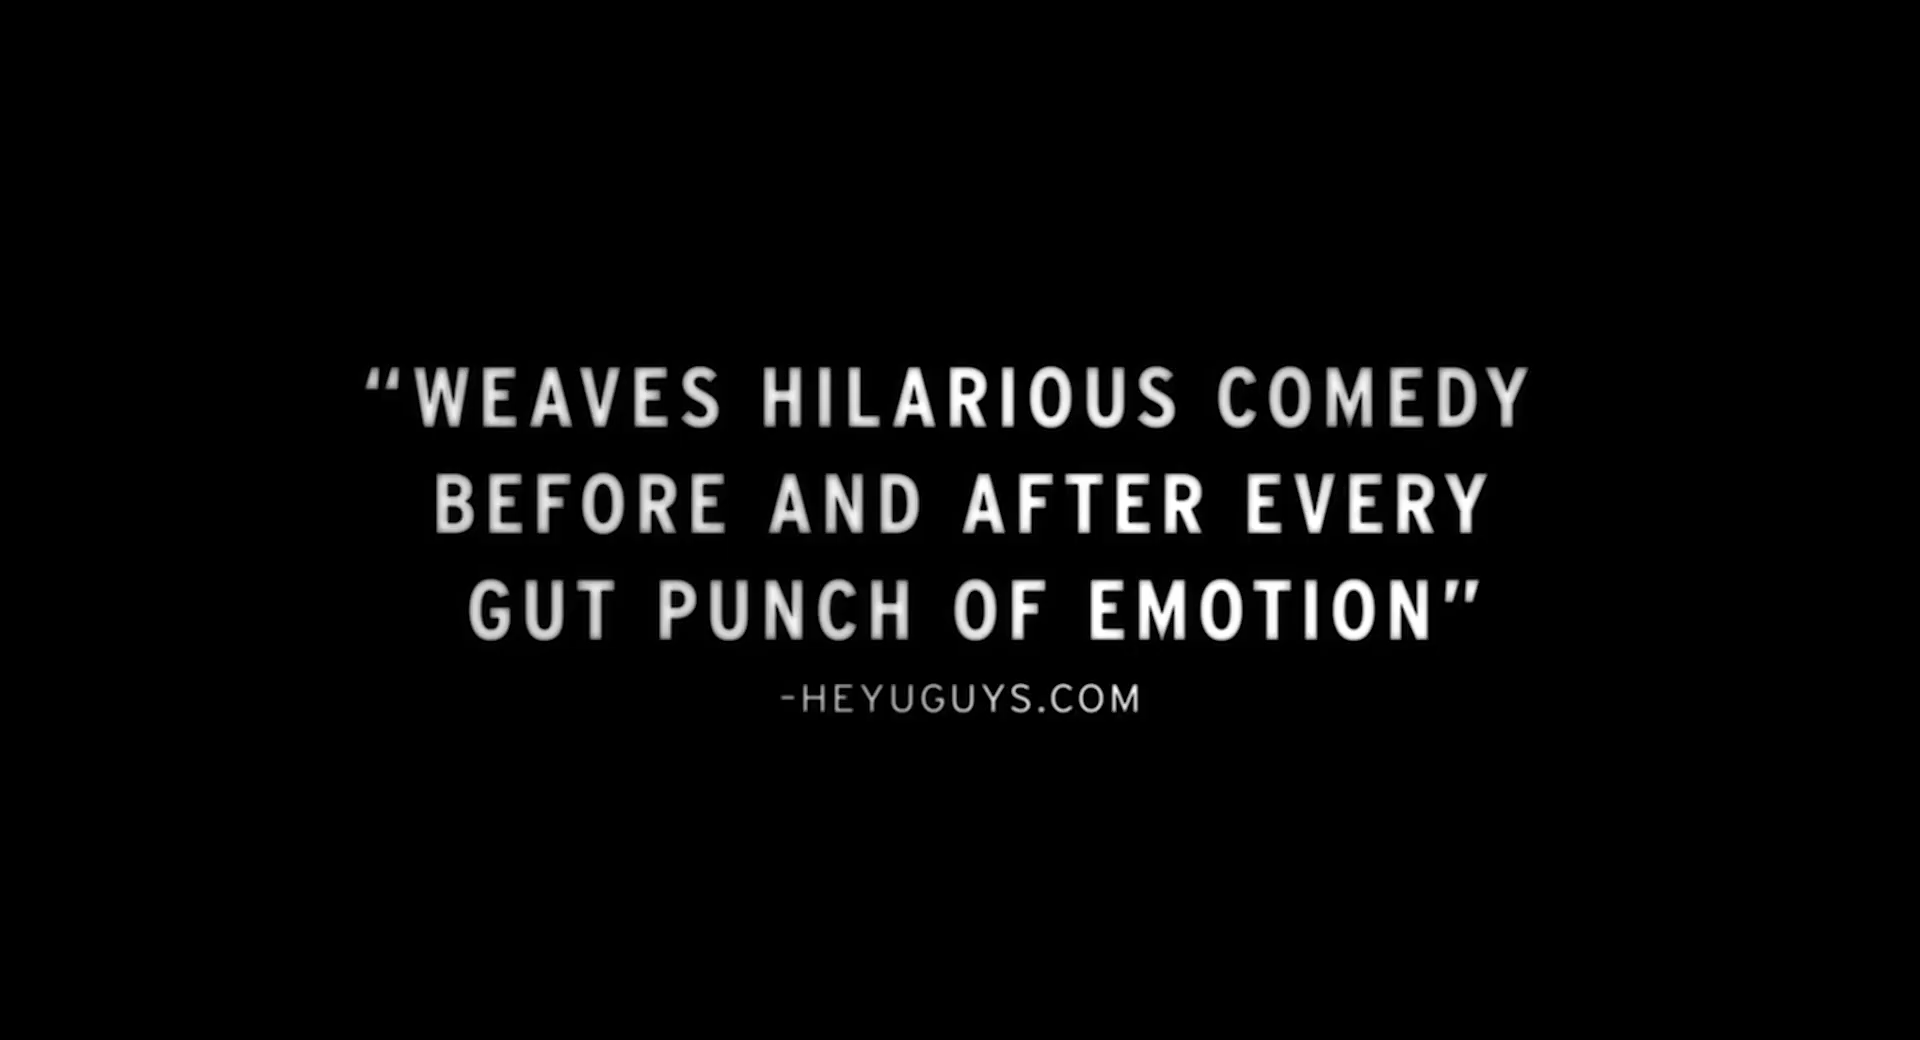 “WEAVES HILARIOUS COMEDY
BEFORE AND AFTER EVERY
GUT PUNCH OF EMOTION”
-HEYUGUYS.COM